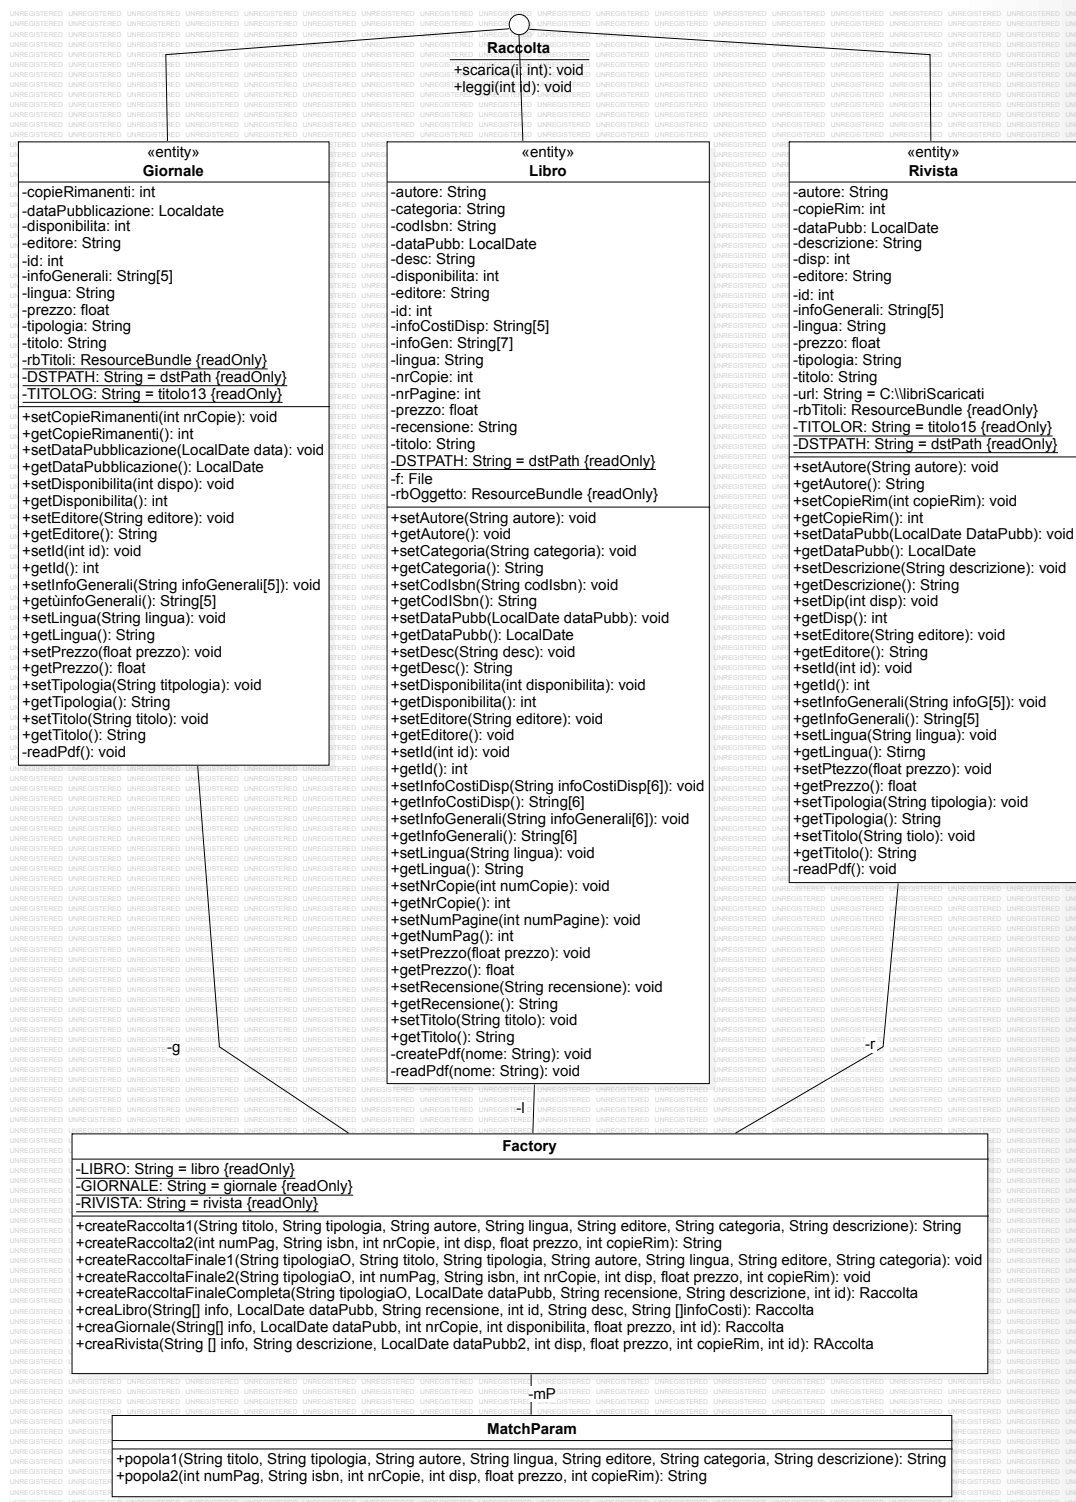 Raccolta
+scarica(i: int): void
+leggi(int id): void
«entity»
Giornale
-copieRimanenti: int
-dataPubblicazione: Localdate
-disponibilita: int
-editore: String
-id: int
-infoGenerali: String[5]
-lingua: String
-prezzo: float
-tipologia: String
-titolo: String
-rbTitoli: ResourceBundle {readOnly}
-DSTPATH: String = dstPath {readOnly}
-TITOLOG: String = titolo13 {readOnly}
+setCopieRimanenti(int nrCopie): void
+getCopieRimanenti(): int
+setDataPubblicazione(LocalDate data): void
+getDataPubblicazione(): LocalDate
+setDisponibilita(int dispo): void
+getDisponibilita(): int
+setEditore(String editore): void
+getEditore(): String
+setId(int id): void
+getId(): int
+setInfoGenerali(String infoGenerali[5]): void
+getùinfoGenerali(): String[5]
+setLingua(String lingua): void
+getLingua(): String
+setPrezzo(float prezzo): void
+getPrezzo(): float
+setTipologia(String titpologia): void
+getTipologia(): String
+setTitolo(String titolo): void
+getTitolo(): String
-readPdf(): void
«entity»
Libro
-autore: String
-categoria: String
-codIsbn: String
-dataPubb: LocalDate
-desc: String
-disponibilita: int
-editore: String
-id: int
-infoCostiDisp: String[5]
-infoGen: String[7]
-lingua: String
-nrCopie: int
-nrPagine: int
-prezzo: float
-recensione: String
-titolo: String
-DSTPATH: String = dstPath {readOnly}
-f: File
-rbOggetto: ResourceBundle {readOnly}
+setAutore(String autore): void
+getAutore(): void
+setCategoria(String categoria): void
+getCategoria(): String
+setCodIsbn(String codIsbn): void
+getCodISbn(): String
+setDataPubb(LocalDate dataPubb): void
+getDataPubb(): LocalDate
+setDesc(String desc): void
+getDesc(): String
+setDisponibilita(int disponibilita): void
+getDisponibilita(): int
+setEditore(String editore): void
+getEditore(): void
+setId(int id): void
+getId(): int
+setInfoCostiDisp(String infoCostiDisp[6]): void
+getInfoCostiDisp(): String[6]
+setInfoGenerali(String infoGenerali[6]): void
+getInfoGenerali(): String[6]
+setLingua(String lingua): void
+getLingua(): String
+setNrCopie(int numCopie): void
+getNrCopie(): int
+setNumPagine(int numPagine): void
+getNumPag(): int
+setPrezzo(float prezzo): void
+getPrezzo(): float
+setRecensione(String recensione): void
+getRecensione(): String
+setTitolo(String titolo): void
+getTitolo(): String
-createPdf(nome: String): void
-readPdf(nome: String): void
«entity»
Rivista
-autore: String
-copieRim: int
-dataPubb: LocalDate
-descrizione: String
-disp: int
-editore: String
-id: int
-infoGenerali: String[5]
-lingua: String
-prezzo: float
-tipologia: String
-titolo: String
-url: String = C:\\libriScaricati
-rbTitoli: ResourceBundle {readOnly}
-TITOLOR: String = titolo15 {readOnly}
-DSTPATH: String = dstPath {readOnly}
+setAutore(String autore): void
+getAutore(): String
+setCopieRim(int copieRim): void
+getCopieRim(): int
+setDataPubb(LocalDate DataPubb): void
+getDataPubb(): LocalDate
+setDescrizione(String descrizione): void
+getDescrizione(): String
+setDip(int disp): void
+getDisp(): int
+setEditore(String editore): void
+getEditore(): String
+setId(int id): void
+getId(): int
+setInfoGenerali(String infoG[5]): void
+getInfoGenerali(): String[5]
+setLingua(String lingua): void
+getLingua(): Stirng
+setPtezzo(float prezzo): void
+getPrezzo(): float
+setTipologia(String tipologia): void
+getTipologia(): String
+setTitolo(String tiolo): void
+getTitolo(): String
-readPdf(): void
-g
-l
-r
Factory
-LIBRO: String = libro {readOnly}
-GIORNALE: String = giornale {readOnly}
-RIVISTA: String = rivista {readOnly}
+createRaccolta1(String titolo, String tipologia, String autore, String lingua, String editore, String categoria, String descrizione): String
+createRaccolta2(int numPag, String isbn, int nrCopie, int disp, float prezzo, int copieRim): String
+createRaccoltaFinale1(String tipologiaO, String titolo, String tipologia, String autore, String lingua, String editore, String categoria): void
+createRaccoltaFinale2(String tipologiaO, int numPag, String isbn, int nrCopie, int disp, float prezzo, int copieRim): void
+createRaccoltaFinaleCompleta(String tipologiaO, LocalDate dataPubb, String recensione, String descrizione, int id): Raccolta
+creaLibro(String[] info, LocalDate dataPubb, String recensione, int id, String desc, String []infoCosti): Raccolta
+creaGiornale(String[] info, LocalDate dataPubb, int nrCopie, int disponibilita, float prezzo, int id): Raccolta
+creaRivista(String [] info, String descrizione, LocalDate dataPubb2, int disp, float prezzo, int copieRim, int id): RAccolta
-mP
MatchParam
+popola1(String titolo, String tipologia, String autore, String lingua, String editore, String categoria, String descrizione): String
+popola2(int numPag, String isbn, int nrCopie, int disp, float prezzo, int copieRim): String